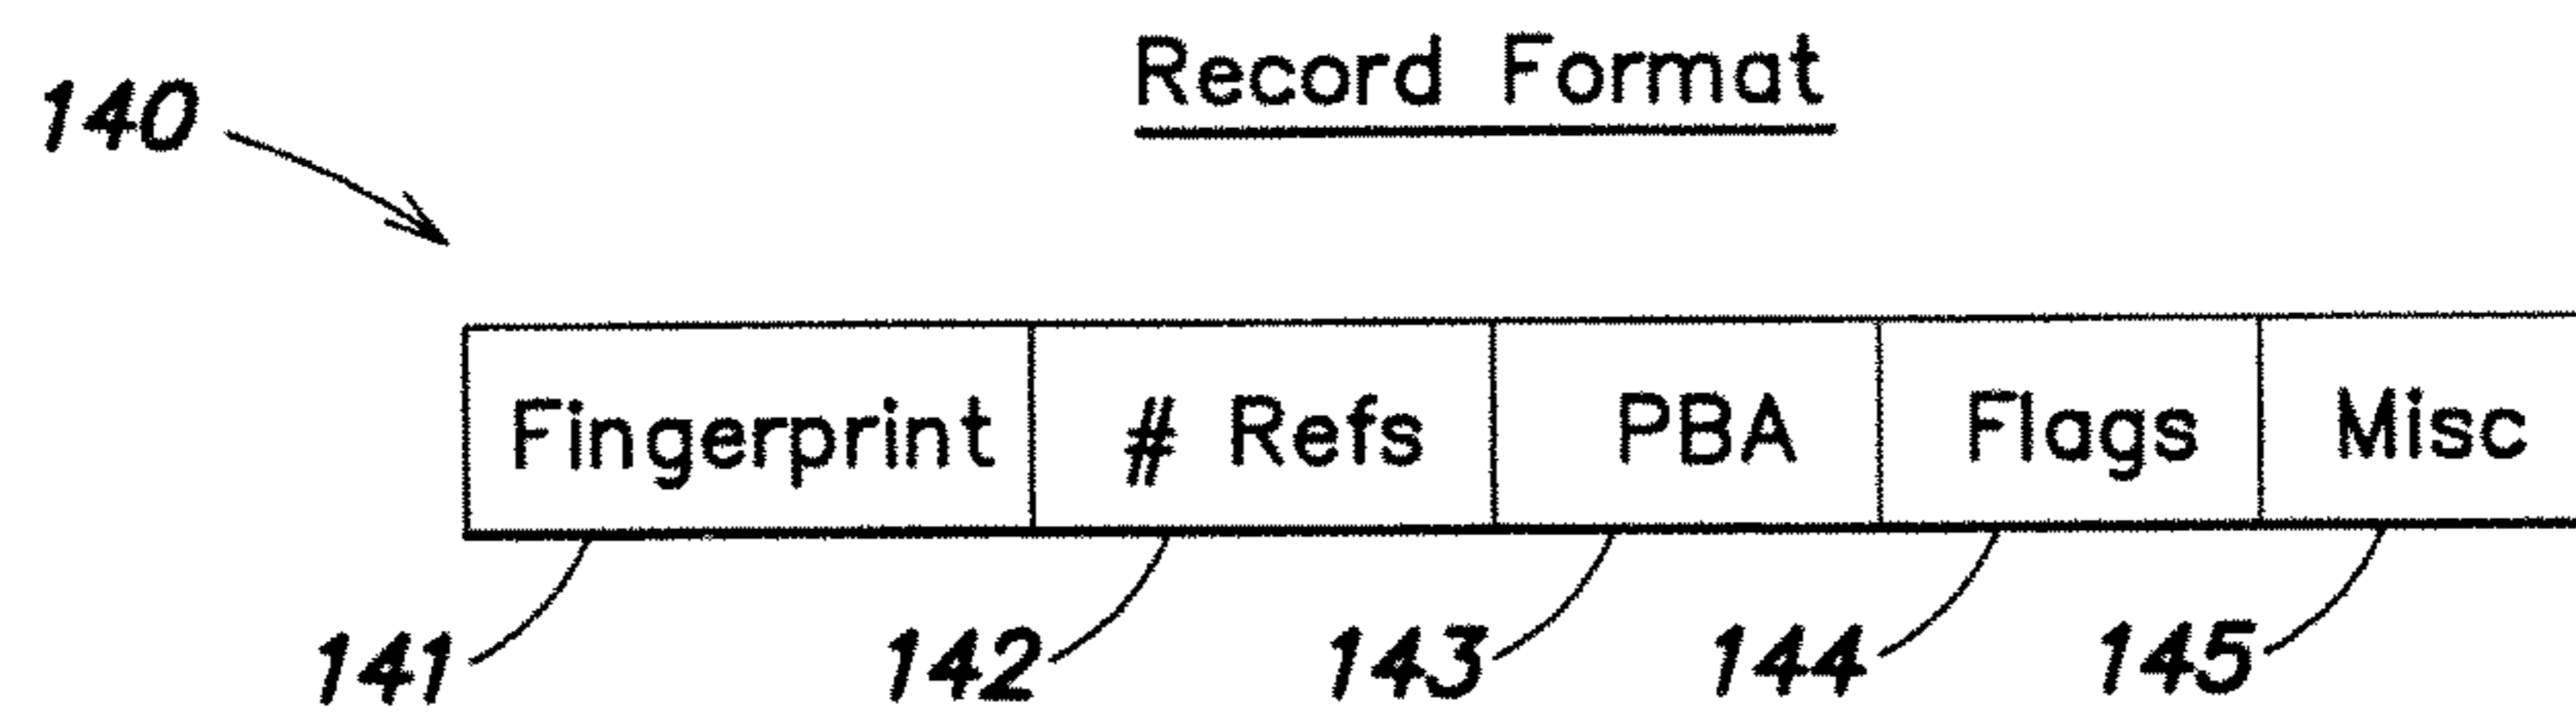 Record Format
140
Fingerprint # Refs PBA Flags Misc
141 142 143 144 145